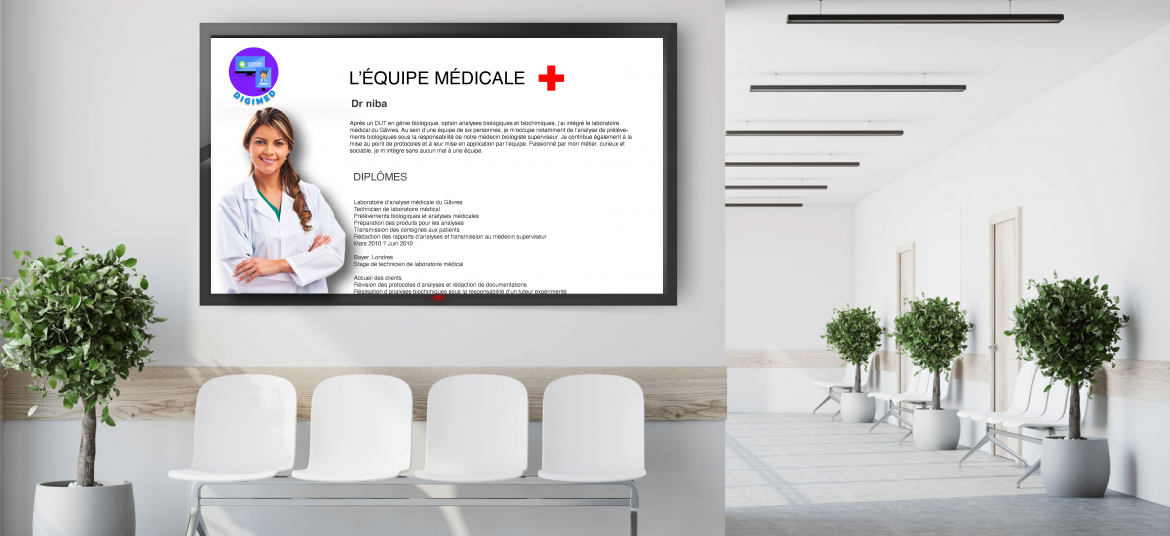 DIGIMED
L'ÉQUIPE MÉDICALE
Dr niba
Après un DUT en génie biologique, option analyses biologiques et biochimiques, j'ai intégré le laboratoire
médical du Gâvres. Au sein d'une équipe de six personnes, je m'occupe notamment de l'analyse de prélève-
ments biologiques sous la responsabilité de notre médecin biologiste superviseur. Je contribue également à la
mise au point de protocoles et à leur mise en application par l'équipe. Passionné par mon métier, curieux et
sociable, je m'intègre sans aucun mal à une équipe.
DIPLÔMES
Laboratoire d'analyse médicale du Gâvres
Technicien de laboratoire médical
Prélèvements biologiques et analyses médicales
Préparation des produits pour les analyses
Transmission des consignes aux patients
Rédaction des rapports d'analyses et transmission au médecin superviseur
Mars 2010 ? Juin 2010
Bayer, Londres
Stage de technicien de laboratoire médical
Accueil des clients
Révision des protocoles d'analyses et rédaction de documentations
Réalisation d'analyses biochimiques sous la responsabilité d'un tuteur expérimenté